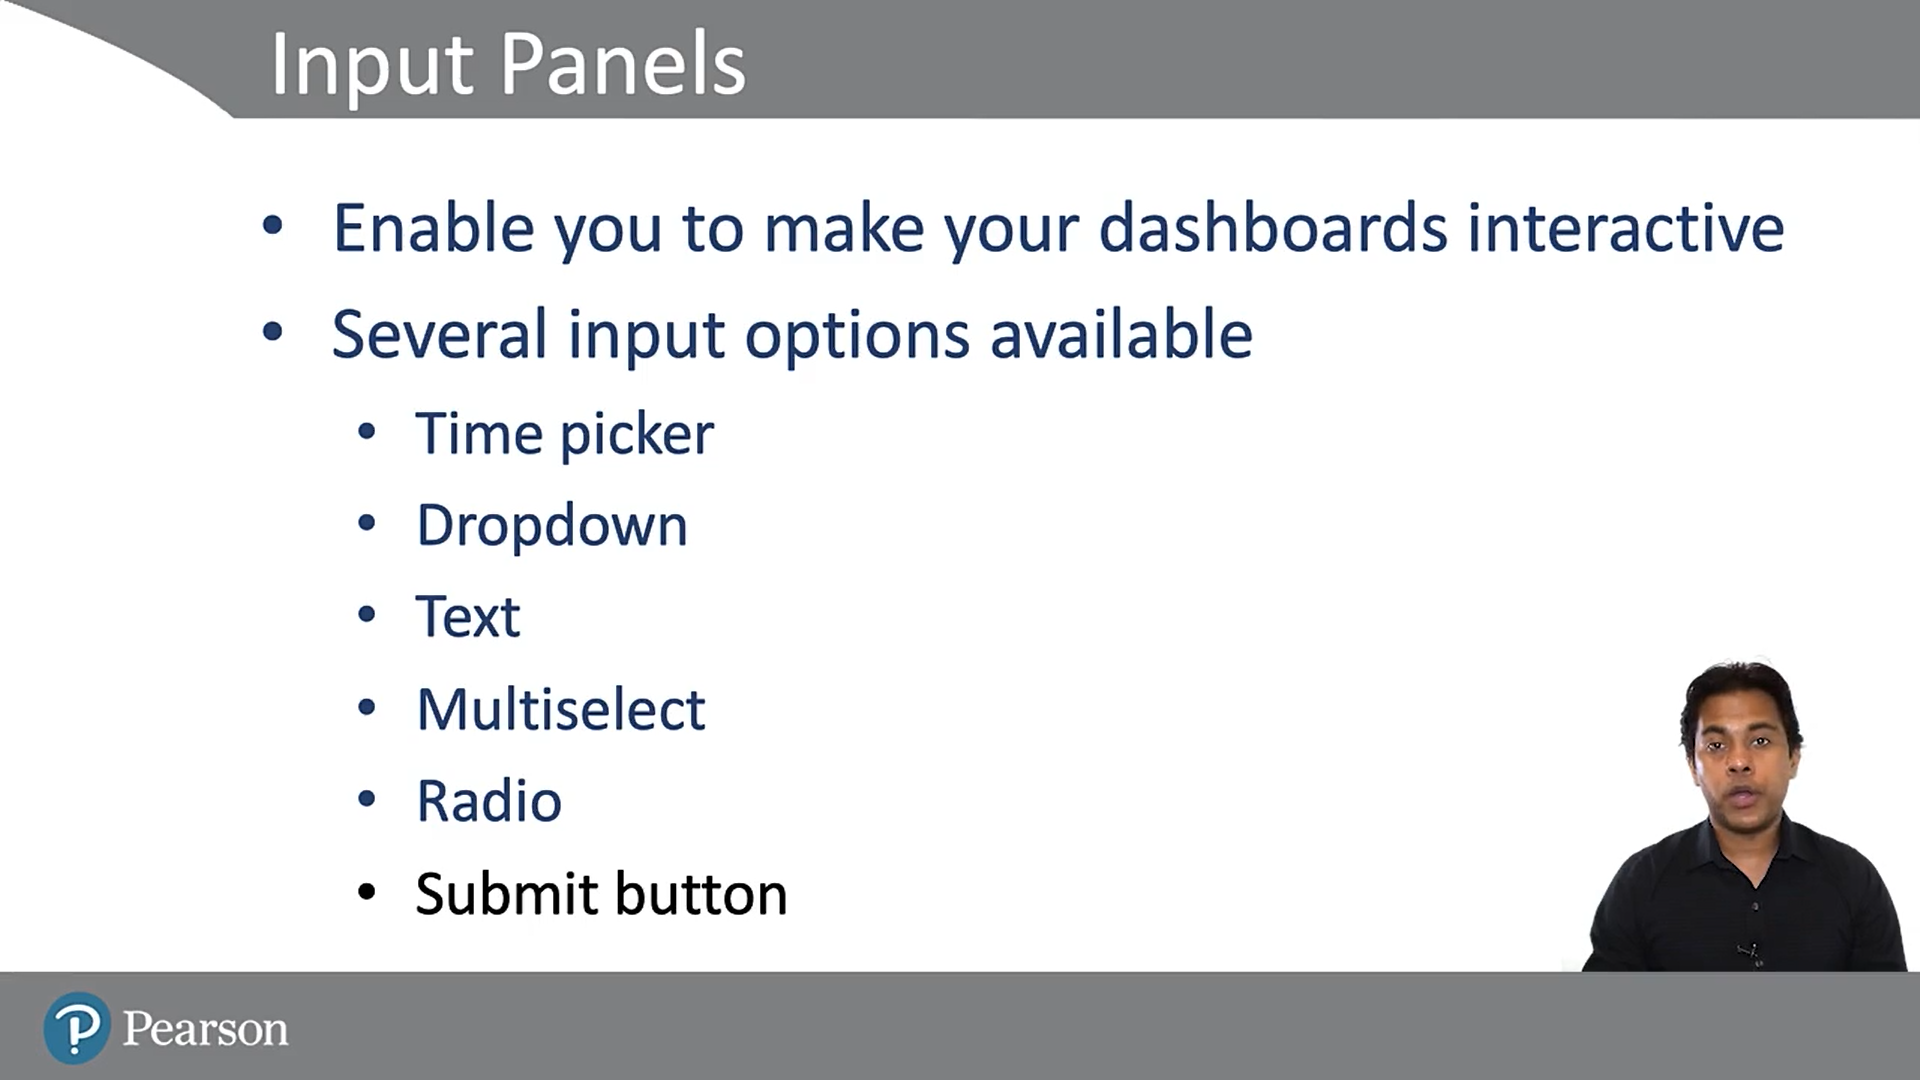 Input Panels
• Enable you to make your dashboards interactive
• Several input options available
• Time picker
• Dropdown
• Text
• Multiselect
• Radio
• Submit button
Pearson